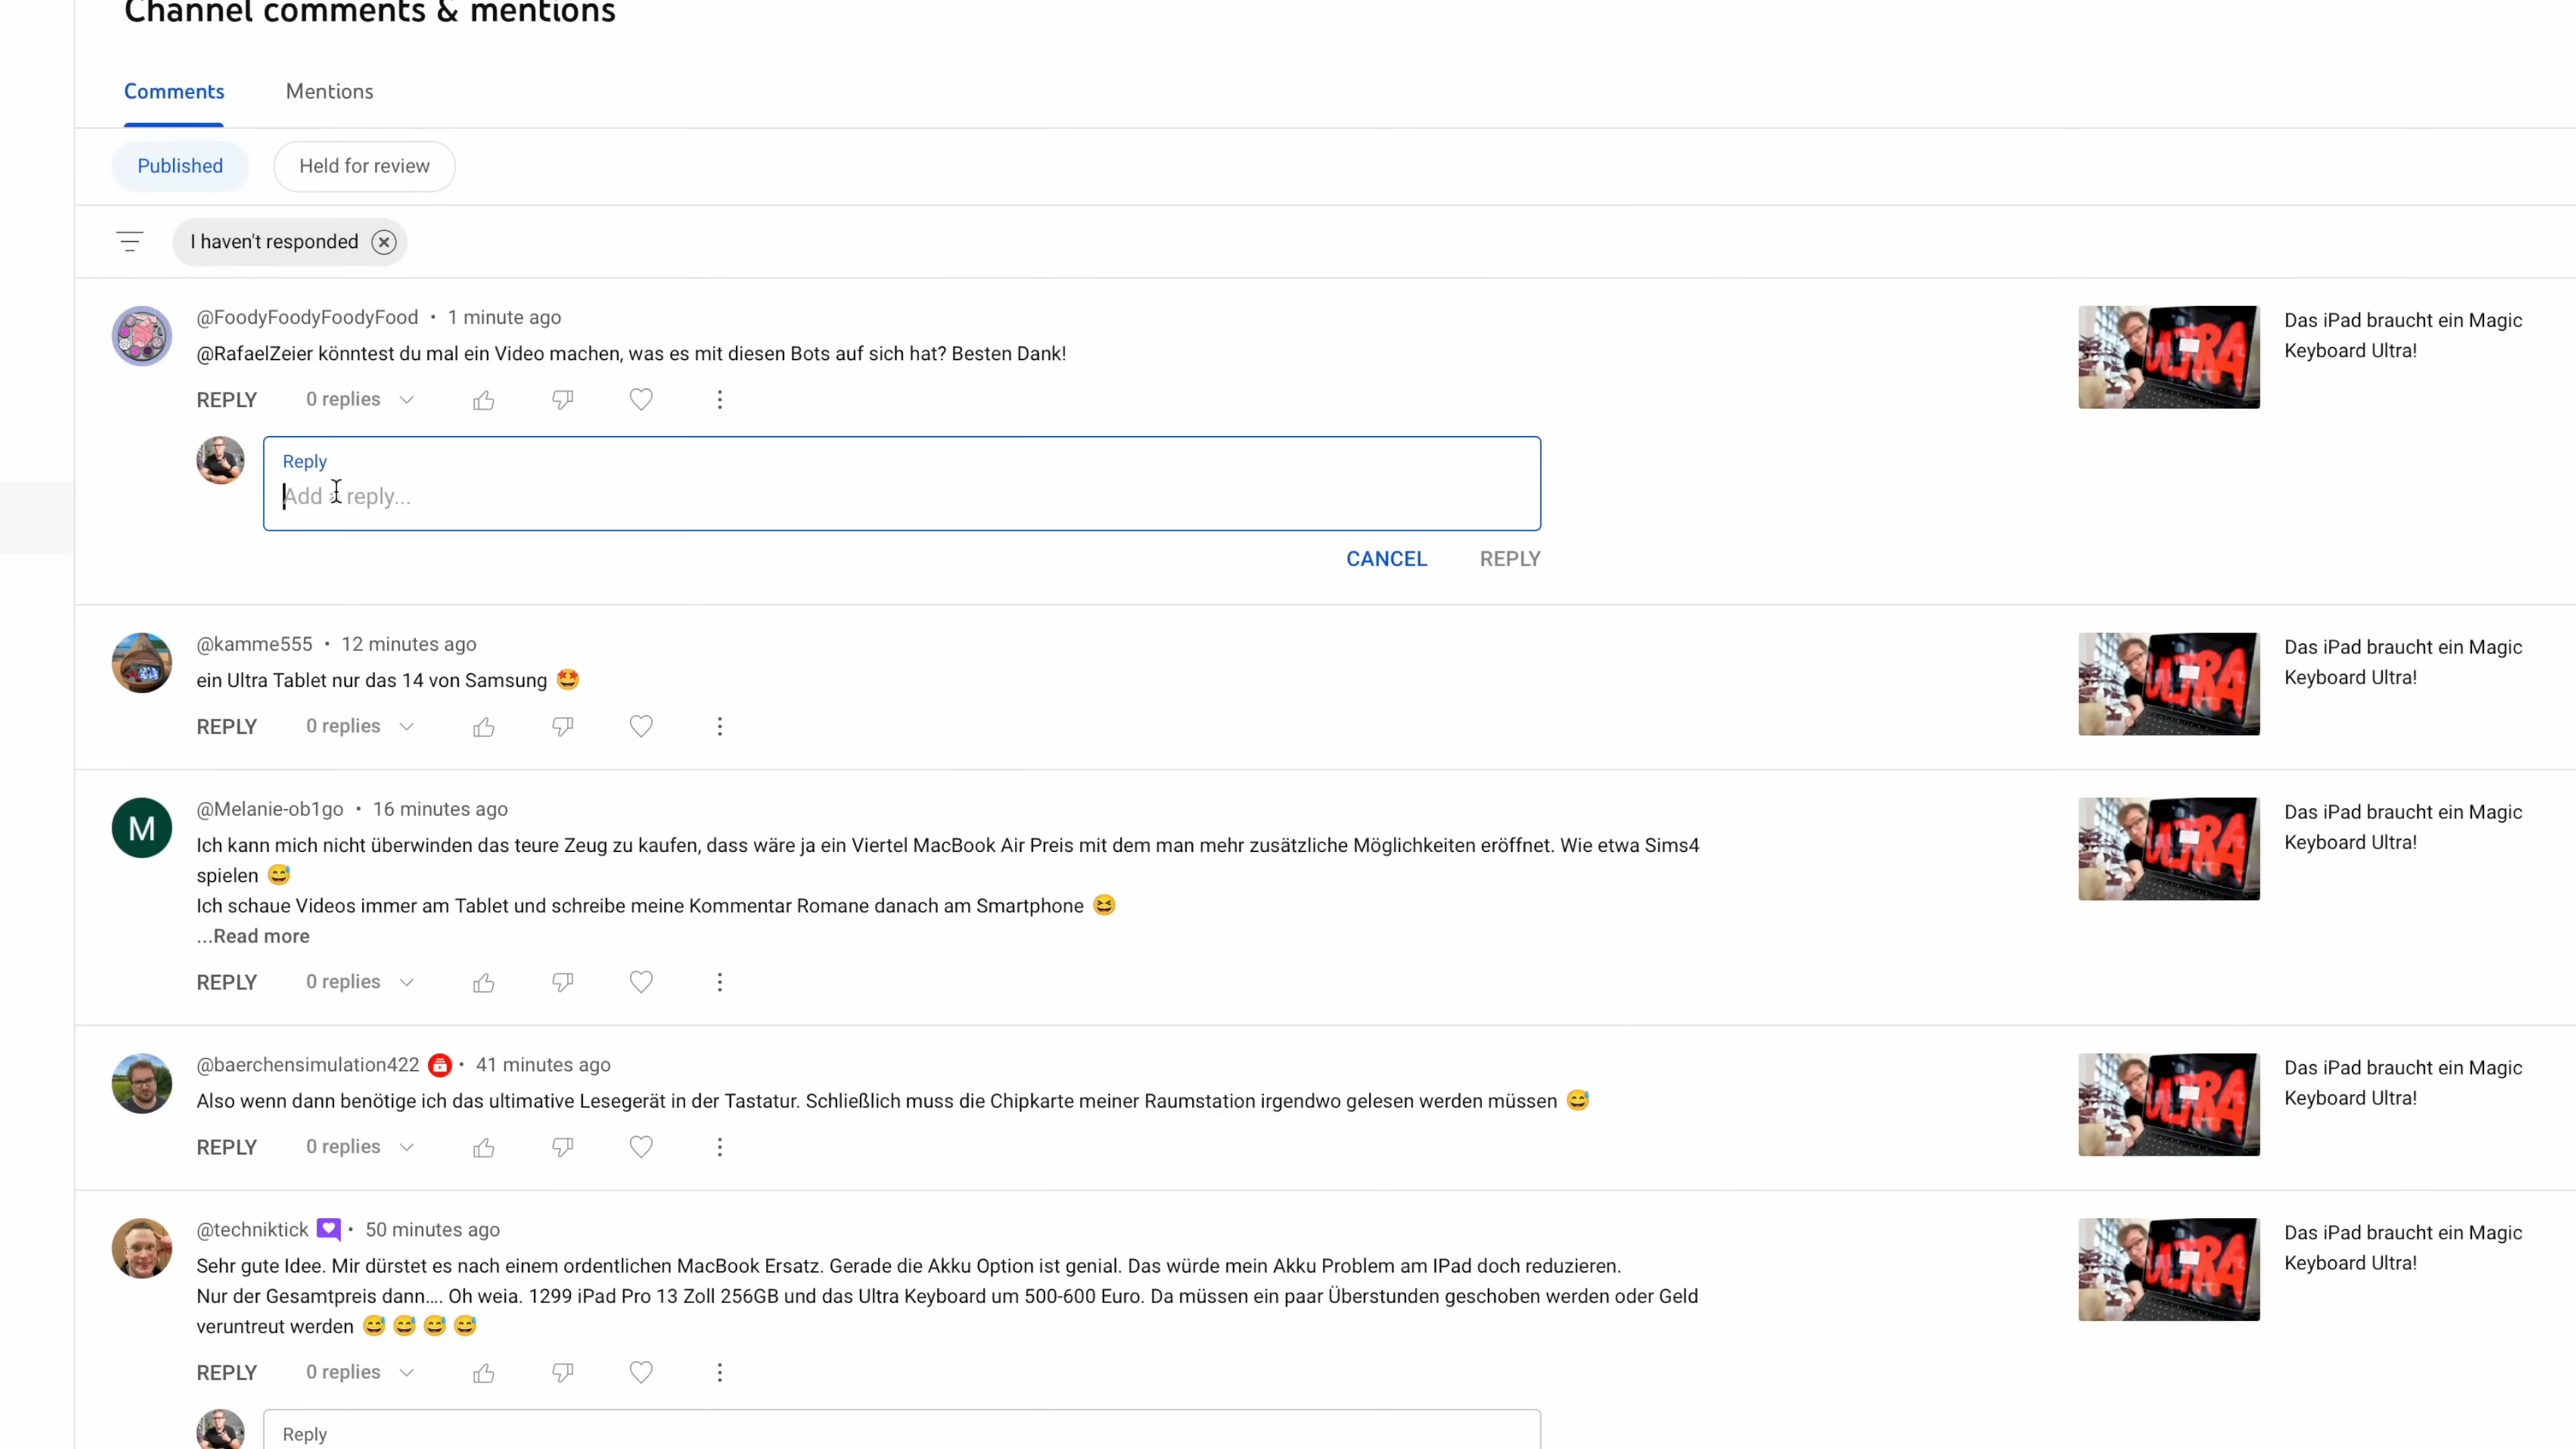 Channel comments & mentions
Comments
Mentions
Published
Held for review
I haven't responded
@FoodyFoodyFoodyFood • 1 minute ago
@RafaelZeier könntest du mal ein Video machen, was es mit diesen Bots auf sich hat? Besten Dank!
REPLY 0 replies
Das iPad braucht ein Magic
Keyboard Ultra!
Reply
Add a reply...
CANCEL REPLY
@kamme555 • 12 minutes ago
ein Ultra Tablet nur das 14 von Samsung 🤩
REPLY 0 replies
Das iPad braucht ein Magic
Keyboard Ultra!
@Melanie-ob1go • 16 minutes ago
Ich kann mich nicht überwinden das teure Zeug zu kaufen, dass wäre ja ein Viertel MacBook Air Preis mit dem man mehr zusätzliche Möglichkeiten eröffnet. Wie etwa Sims4
spielen 😅
Ich schaue Videos immer am Tablet und schreibe meine Kommentar Romane danach am Smartphone 😆
...Read more
REPLY 0 replies
Das iPad braucht ein Magic
Keyboard Ultra!
@baerchensimulation422 • 41 minutes ago
Also wenn dann benötige ich das ultimative Lesegerät in der Tastatur. Schließlich muss die Chipkarte meiner Raumstation irgendwo gelesen werden müssen 😅
REPLY 0 replies
Das iPad braucht ein Magic
Keyboard Ultra!
@techniktick • 50 minutes ago
Sehr gute Idee. Mir dürstet es nach einem ordentlichen MacBook Ersatz. Gerade die Akku Option ist genial. Das würde mein Akku Problem am IPad doch reduzieren.
Nur der Gesamtpreis dann.... Oh weia. 1299 iPad Pro 13 Zoll 256GB und das Ultra Keyboard um 500-600 Euro. Da müssen ein paar Überstunden geschoben werden oder Geld
veruntreut werden 😅 😅 😅 😅
REPLY 0 replies
Das iPad braucht ein Magic
Keyboard Ultra!
Reply
M
ULTRA
ULTRA
ULTRA
ULTRA
ULTRA